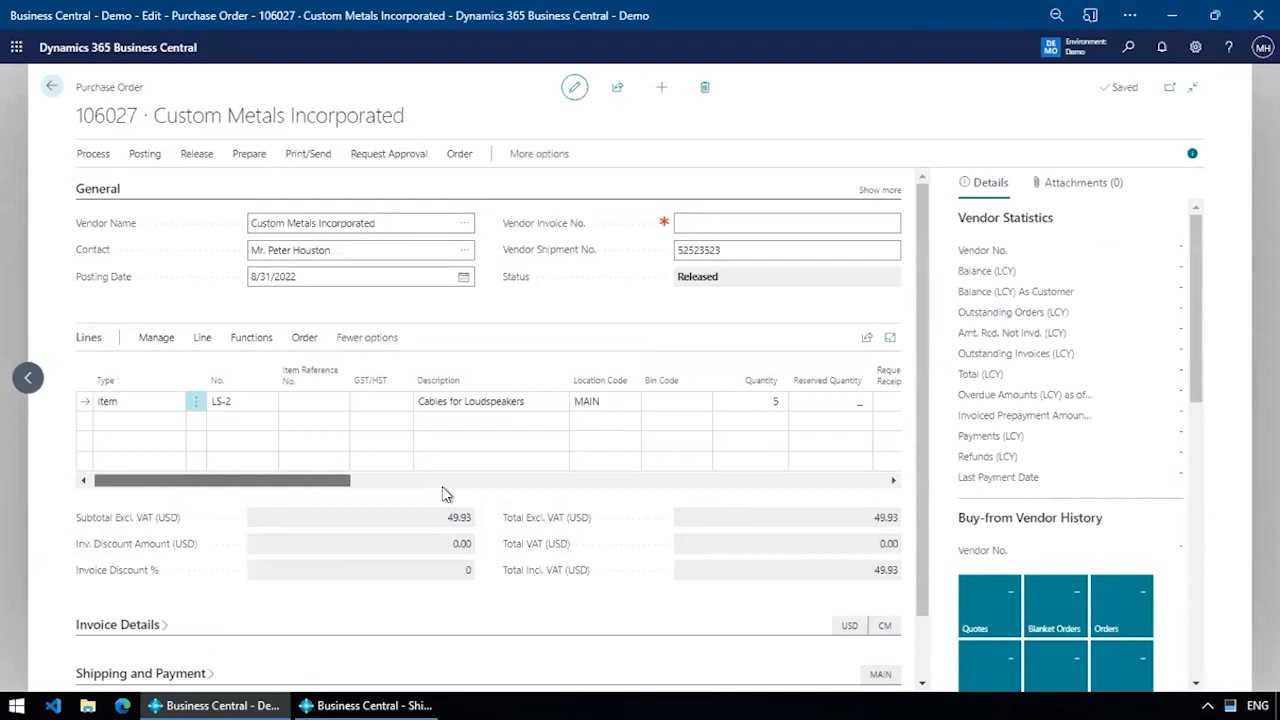 Business Central - Demo - Edit - Purchase Order - 106027 · Custom Metals Incorporated - Demo
Dynamics 365 Business Central
DE MO
Environment: Demo
MH
Purchase Order
Saved
106027 · Custom Metals Incorporated
Process Posting Release Prepare Print/Send Request Approval Order More options
General
Show more
Vendor Name Custom Metals Incorporated
Vendor Invoice No. *
Contact Mr. Peter Houston
Vendor Shipment No. 52523523
Posting Date 8/31/2022
Status Released
Lines Manage Line Functions Order Fewer options
Type No. Item Reference No. GST/HST Description Location Code Bin Code Quantity Reserved Quantity Reque Receip
Item LS-2 Cables for Loudspeakers MAIN 5 _
Subtotal Excl. VAT (USD) 49.93
Total Excl. VAT (USD) 49.93
Inv. Discount Amount (USD) 0.00
Total VAT (USD) 0.00
Invoice Discount % 0
Total Incl. VAT (USD) 49.93
Invoice Details
USD CM
Shipping and Payment
MAIN
Details Attachments (0)
Vendor Statistics
Vendor No. -
Balance (LCY) -
Balance (LCY) As Customer -
Outstanding Orders (LCY) -
Amt. Rcd. Not Invd. (LCY) -
Outstanding Invoices (LCY) -
Total (LCY) -
Overdue Amounts (LCY) as of... -
Invoiced Prepayment Amoun... -
Payments (LCY) -
Refunds (LCY) -
Last Payment Date -
Buy-from Vendor History
Vendor No. -
Quotes Blanket Orders Orders
Business Central - De...
Business Central - Shi...
ENG